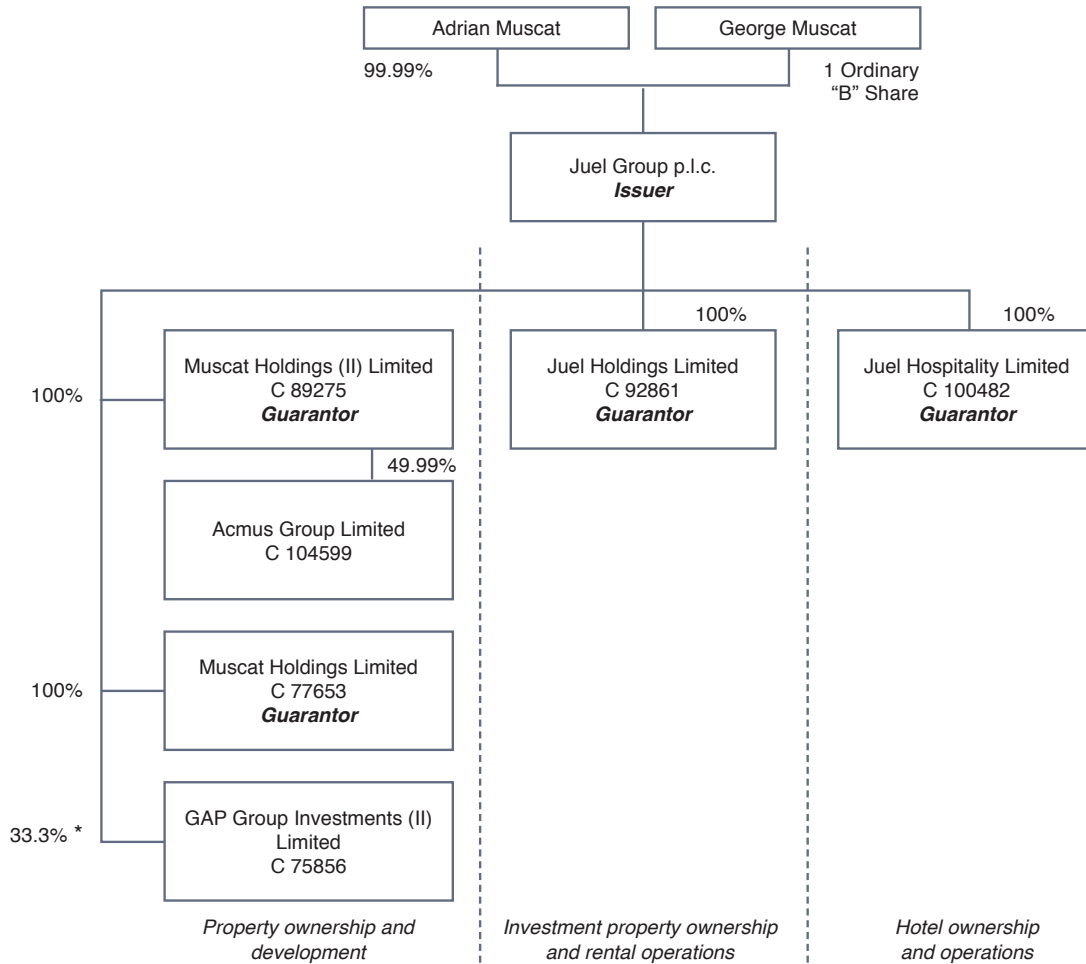 Adrian Muscat
George Muscat
99.99%
1 Ordinary
“B” Share
Juel Group p.l.c.
Issuer
100%
100%
Muscat Holdings (II) Limited
C 89275
Guarantor
Juel Holdings Limited
C 92861
Guarantor
Juel Hospitality Limited
C 100482
Guarantor
100%
49.99%
Acmus Group Limited
C 104599
Muscat Holdings Limited
C 77653
Guarantor
100%
GAP Group Investments (II)
Limited
C 75856
33.3% *
Property ownership and
development
Investment property ownership
and rental operations
Hotel ownership
and operations